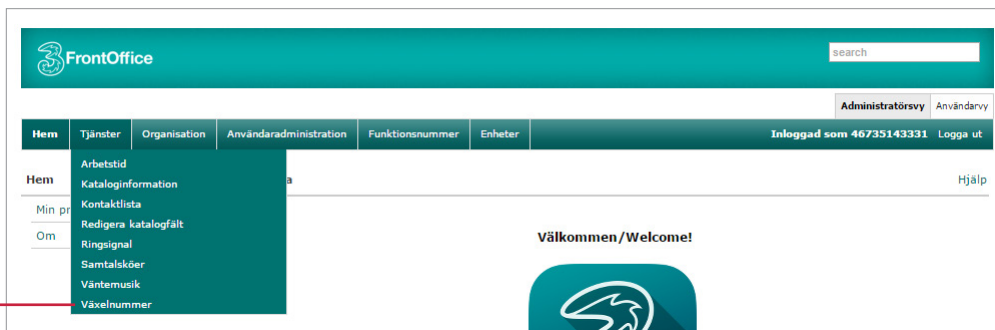 FrontOffice
search
Administratörsvy Användarvy
Hem Tjänster Organisation Användaradministration Funktionsnummer Enheter Inloggad som 46735143331 Logga ut
Arbetstid
Hem Kataloginformation a Hjälp
Kontaktlista
Min pr
Redigera katalogfält
Om Ringsignal Välkommen/Welcome!
Samtalsköer
Väntemusik
Växelnummer